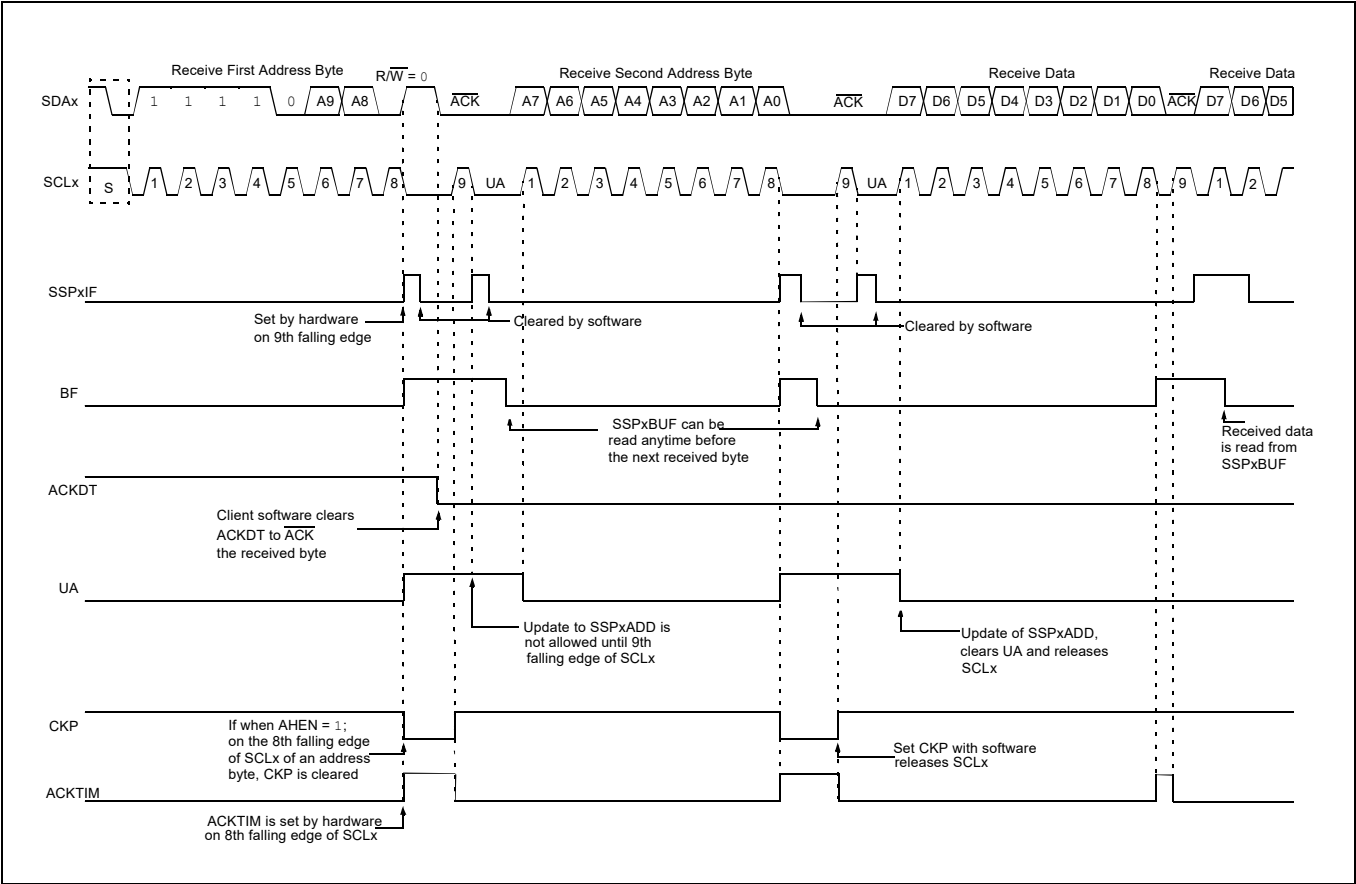 Receive First Address Byte
R/W = 0
Receive Second Address Byte
Receive Data
Receive Data
SDAx
1 1 1 1 0 A9 A8
ACK
A7 A6 A5 A4 A3 A2 A1 A0
ACK
D7 D6 D5 D4 D3 D2 D1 D0
ACK
D7 D6 D5
SCLx
S
1 2 3 4 5 6 7 8
9
UA
1 2 3 4 5 6 7 8
9
UA
1 2 3 4 5 6 7 8
9
1 2
SSPxIF
Set by hardware
on 9th falling edge
Cleared by software
Cleared by software
BF
SSPxBUF can be
read anytime before
the next received byte
Received data
is read from
SSPxBUF
ACKDT
Client software clears
ACKDT to ACK
the received byte
UA
Update to SSPxADD is
not allowed until 9th
falling edge of SCLx
Update of SSPxADD,
clears UA and releases
SCLx
CKP
If when AHEN = 1;
on the 8th falling edge
of SCLx of an address
byte, CKP is cleared
Set CKP with software
releases SCLx
ACKTIM
ACKTIM is set by hardware
on 8th falling edge of SCLx